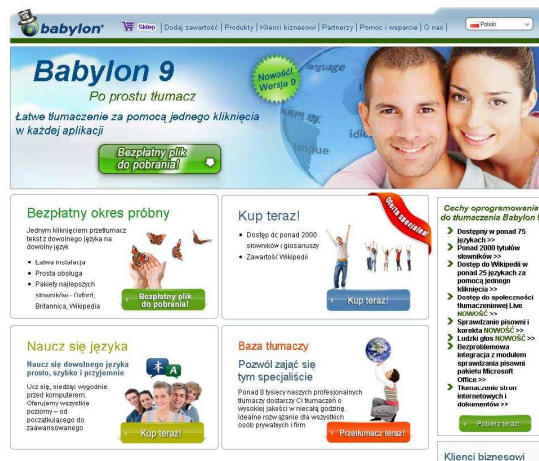 babylon
Sklep | Dodaj zawartość | Produkty | Klienci biznesowi | Partnerzy | Pomoc i wsparcie | O nas |
Polski
Babylon 9
Po prostu tłumacz
Nowość!
Wersja 9
language
langue
Łatwe tłumaczenie za pomocą jednego kliknięcia
w każdej aplikacji
Bezpłatny plik
do pobrania!
Bezpłatny okres próbny
Jednym kliknięciem przetłumacz
tekst z dowolnego języka na
dowolny język
• Łatwa instalacja
• Prosta obsługa
• Pakiety najlepszych
słowników - Oxford,
Britannica, Wikipedia
Bezpłatny plik
do pobrania!
Kup teraz!
Oferta specjalna!
• Dostęp do ponad 2000
słowników i glosariuszy
• Zawartość Wikipedii
Kup teraz!
Naucz się języka
Naucz się dowolnego języka
prosto, szybko i przyjemnie
Ucz się, siedząc wygodnie
przed komputerem.
Oferujemy wszystkie
poziomy – od
początkującego do
zaawansowanego
A
Kup teraz!
Baza tłumaczy
Pozwól zająć się
tym specjaliście
Ponad 8 tysięcy naszych profesjonalnych
tłumaczy dostarczy Ci tłumaczeń o
wysokiej jakości w niecałą godzinę.
Idealne rozwiązanie dla wszystkich
osób prywatnych i firm
Przetłumacz teraz!
Cechy oprogramowania
do tłumaczenia Babylon
Dostępny w ponad 75
językach >>
Ponad 2000 tytułów
słowników >>
Dostęp do Wikipedii w
ponad 25 językach za
pomocą jednego
kliknięcia >>
Dostęp do społeczności
tłumaczeniowej Live
NOWOŚĆ >>
Sprawdzanie pisowni i
korekta NOWOŚĆ >>
Ludzki głos NOWOŚĆ >>
Bezproblemowa
integracja z modułem
sprawdzania pisowni
pakietu Microsoft
Office >>
Tłumaczenie stron
internetowych i
dokumentów >>
Pobierz teraz!
Klienci biznesowi